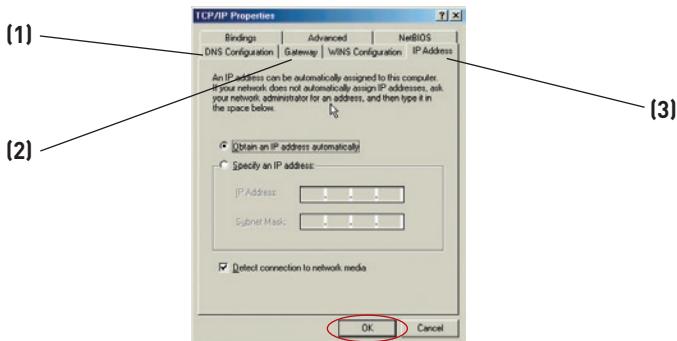 TCP/IP Properties
Bindings Advanced NetBIOS
DNS Configuration Gateway WINS Configuration IP Address
An IP address can be automatically assigned to this computer.
If your network does not automatically assign IP addresses, ask
your network administrator for an address, and then type it in
the space below.
Obtain an IP address automatically
Specify an IP address:
IP Address:
Subnet Mask:
Detect connection to network media
OK Cancel
(1)
(2)
(3)